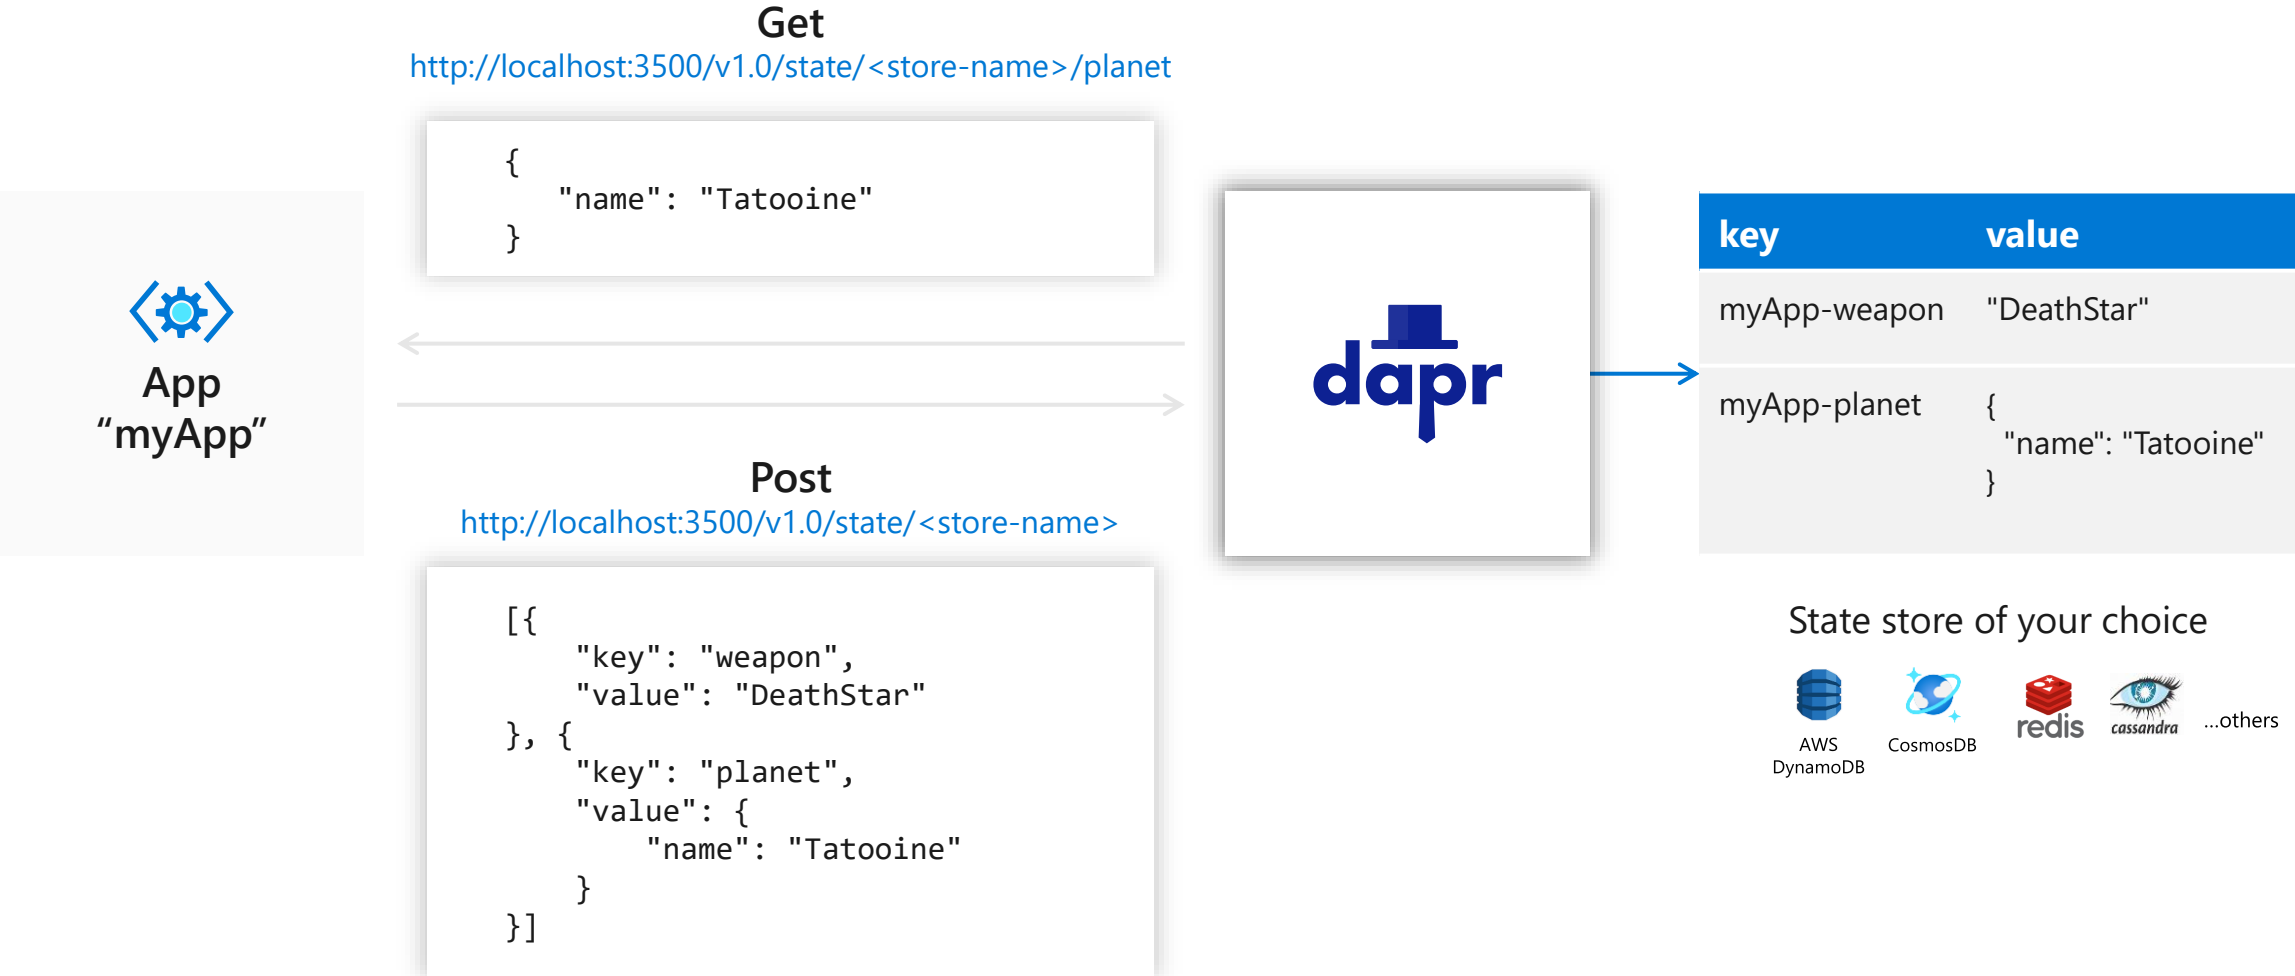 Get
http://localhost:3500/v1.0/state/<store-name>/planet
{
"name": "Tatooine"
}
App
“myApp”
Post
http://localhost:3500/v1.0/state/<store-name>
[{
"key": "weapon",
"value": "DeathStar"
}, {
"key": "planet",
"value": {
"name": "Tatooine"
}
}]
dapr
key value
myApp-weapon "DeathStar"
myApp-planet {
"name": "Tatooine"
}
State store of your choice
AWS
DynamoDB
CosmosDB
redis
cassandra
...others